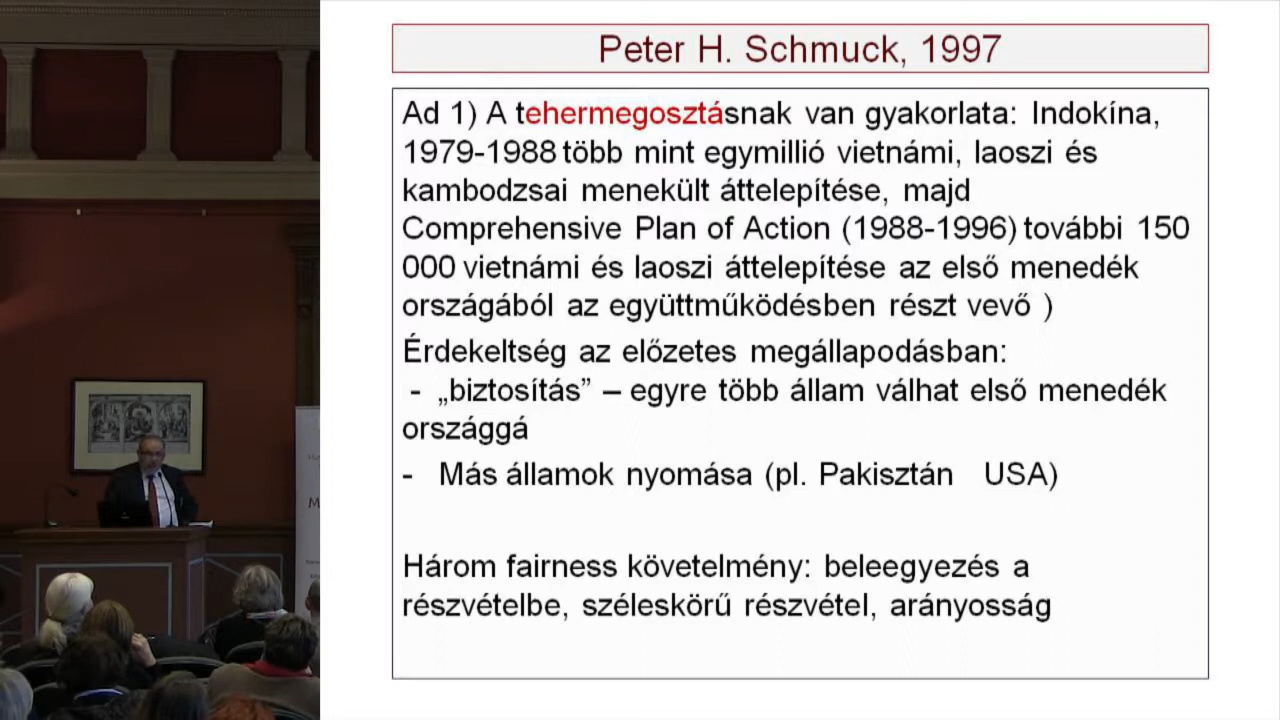 Peter H. Schmuck, 1997
Ad 1) A tehermegosztásnak van gyakorlata: Indokína,
1979-1988 több mint egymillió vietnámi, laoszi és
kambodzsai menekült áttelepítése, majd
Comprehensive Plan of Action (1988-1996) további 150
000 vietnámi és laoszi áttelepítése az első menedék
országából az együttműködésben részt vevő )
Érdekeltség az előzetes megállapodásban:
- „biztosítás” – egyre több állam válhat első menedék
országgá
- Más államok nyomása (pl. Pakisztán USA)
Három fairness követelmény: beleegyezés a
részvételbe, széleskörű részvétel, arányosság